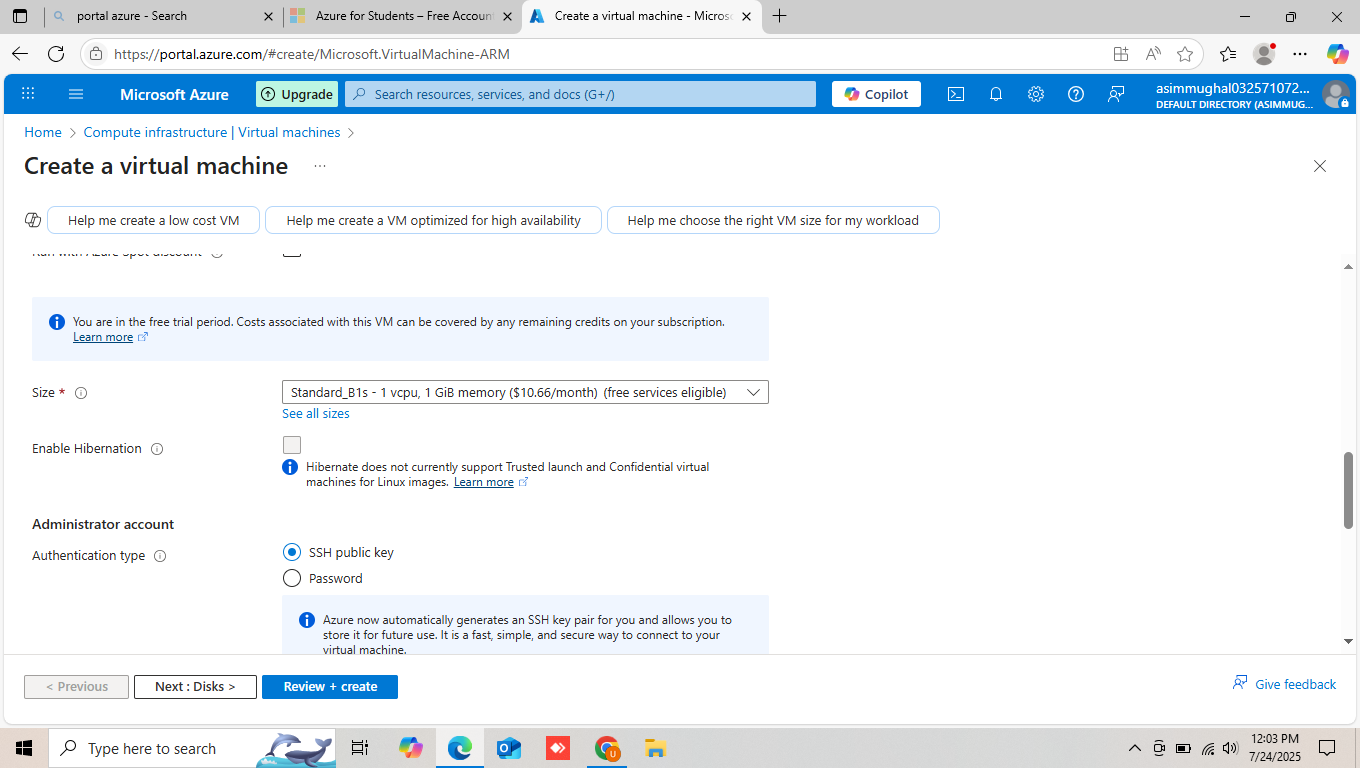 portal azure - Search
Azure for Students – Free Accoun
Create a virtual machine - Micros
https://portal.azure.com/#create/Microsoft.VirtualMachine-ARM
Microsoft Azure
Upgrade
Search resources, services, and docs (G+/)
Copilot
asimmughal032571072...
DEFAULT DIRECTORY (ASIMMUG...
Home > Compute infrastructure | Virtual machines >
Create a virtual machine ...
Help me create a low cost VM
Help me create a VM optimized for high availability
Help me choose the right VM size for my workload
Run with Azure Spot discount
You are in the free trial period. Costs associated with this VM can be covered by any remaining credits on your subscription.
Learn more
Size *
Standard_B1s - 1 vcpu, 1 GiB memory ($10.66/month) (free services eligible)
See all sizes
Enable Hibernation
Hibernate does not currently support Trusted launch and Confidential virtual
machines for Linux images. Learn more
Administrator account
Authentication type
SSH public key
Password
Azure now automatically generates an SSH key pair for you and allows you to
store it for future use. It is a fast, simple, and secure way to connect to your
virtual machine.
< Previous
Next : Disks >
Review + create
Give feedback
Type here to search
12:03 PM
7/24/2025